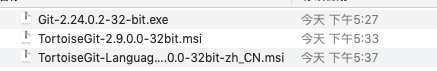 Git-2.24.0.2-32-bit.exe 今天 下午5:27
TortoiseGit-2.9.0.0-32bit.msi 今天 下午5:33
TortoiseGit-Languag....0.0-32bit-zh_CN.msi 今天 下午5:37